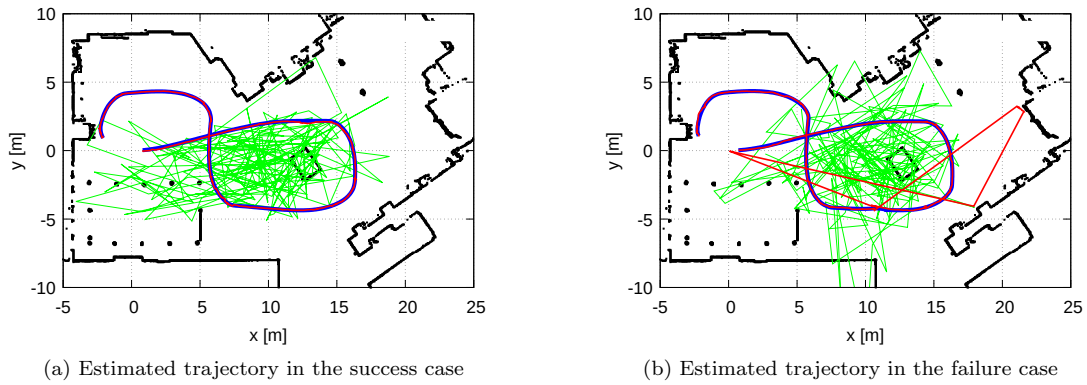 10
5
0
-5
-10
y [m]
-5 0 5 10 15 20 25
x [m]
(a) Estimated trajectory in the success case
10
5
0
-5
-10
y [m]
-5 0 5 10 15 20 25
x [m]
(b) Estimated trajectory in the failure case